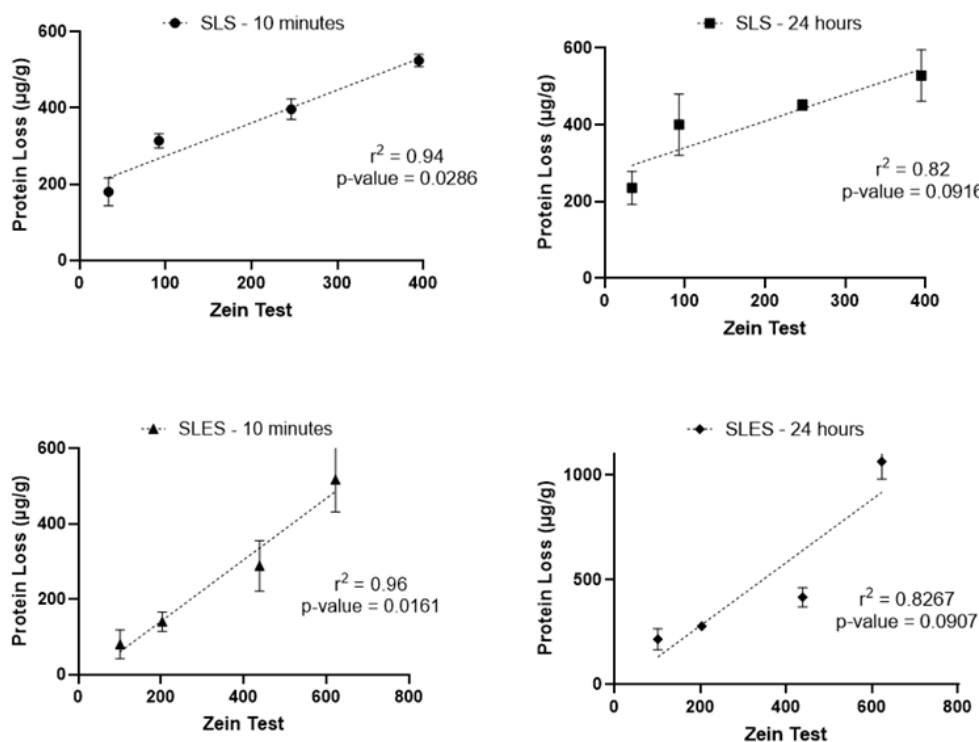 SLS - 10 minutes
600
400
200
0
Protein Loss (µg/g)
r² = 0.94
p-value = 0.0286
0 100 200 300 400
Zein Test
SLS - 24 hours
600
400
200
0
Protein Loss (µg/g)
r² = 0.82
p-value = 0.0916
0 100 200 300 400
Zein Test
SLES - 10 minutes
600
400
200
0
Protein Loss (µg/g)
r² = 0.96
p-value = 0.0161
0 200 400 600 800
Zein Test
SLES - 24 hours
1000
500
0
Protein Loss (µg/g)
r² = 0.8267
p-value = 0.0907
0 200 400 600 800
Zein Test